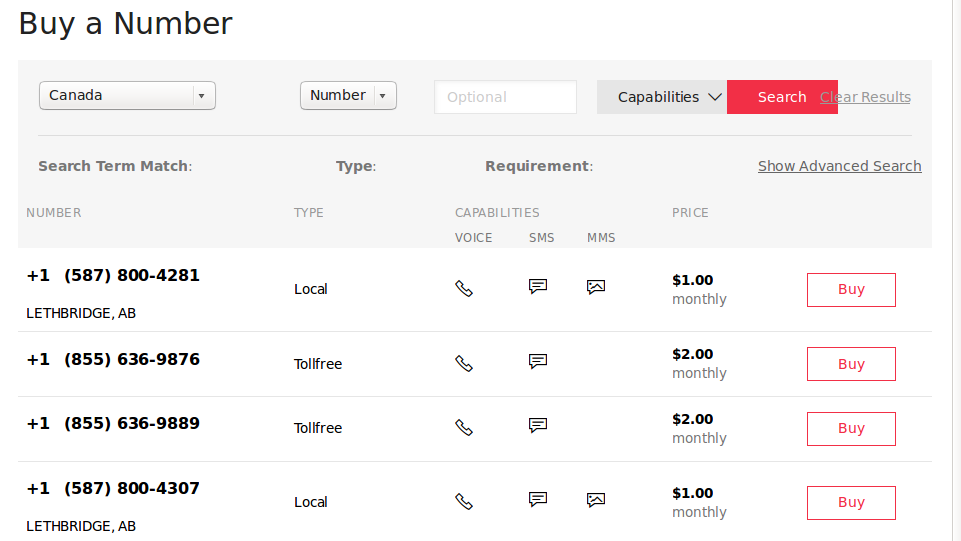 Buy a Number
Canada Number Optional Capabilities Search Clear Results
Search Term Match: Type: Requirement: Show Advanced Search
NUMBER TYPE CAPABILITIES PRICE
VOICE SMS MMS
+1 (587) 800-4281 Local $1.00 monthly Buy
LETHBRIDGE, AB
+1 (855) 636-9876 Tollfree $2.00 monthly Buy
+1 (855) 636-9889 Tollfree $2.00 monthly Buy
+1 (587) 800-4307 Local $1.00 monthly Buy
LETHBRIDGE, AB